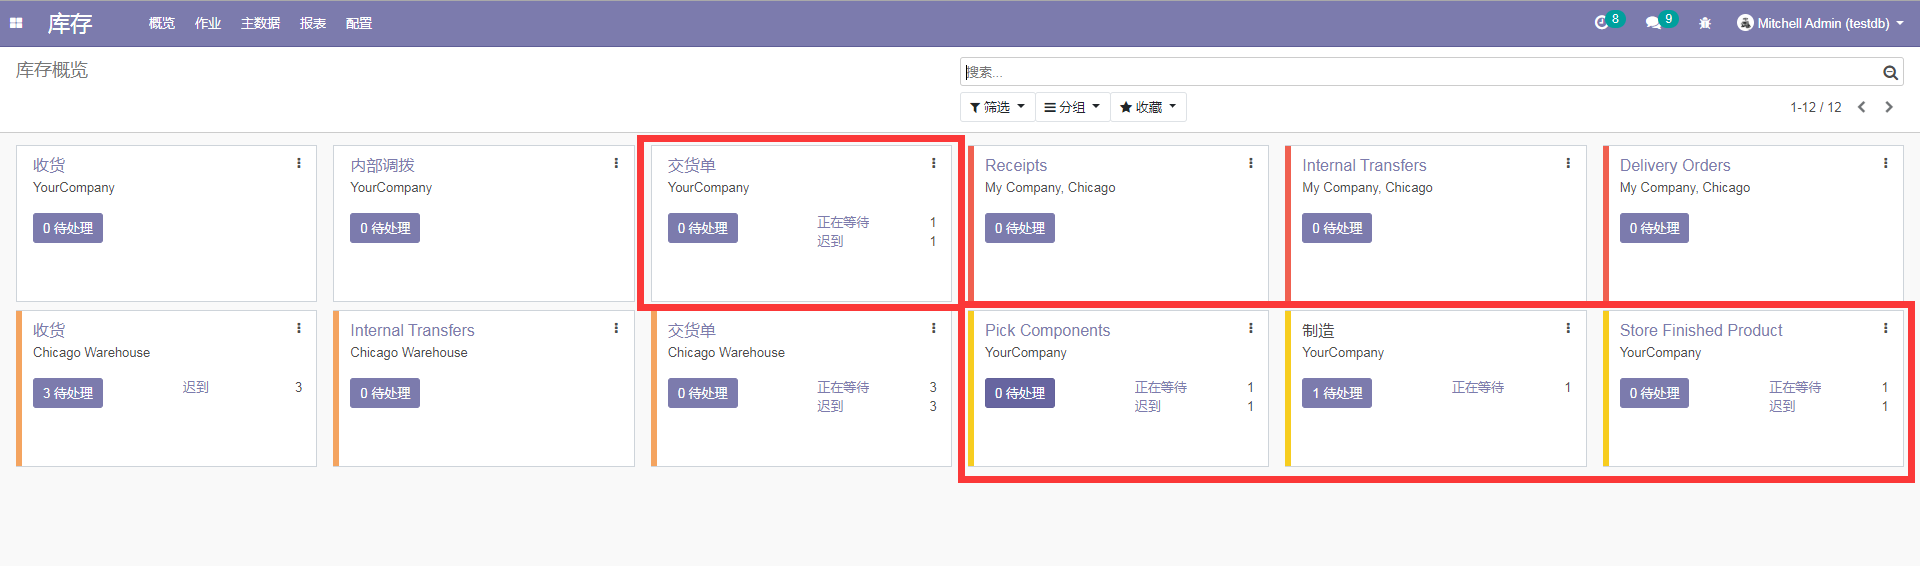 库存 概览 作业 主数据 报表 配置 8 9 Mitchell Admin (testdb)
库存概览
搜索...
筛选 分组 收藏 1-12 / 12
收货
YourCompany
0 待处理
内部调拨
YourCompany
0 待处理
交货单
YourCompany
0 待处理 正在等待 1
迟到 1
Receipts
My Company, Chicago
0 待处理
Internal Transfers
My Company, Chicago
0 待处理
Delivery Orders
My Company, Chicago
0 待处理
收货
Chicago Warehouse
3 待处理 迟到 3
Internal Transfers
Chicago Warehouse
0 待处理
交货单
Chicago Warehouse
0 待处理 正在等待 3
迟到 3
Pick Components
YourCompany
0 待处理 正在等待 1
迟到 1
制造
YourCompany
1 待处理 正在等待 1
Store Finished Product
YourCompany
0 待处理 正在等待 1
迟到 1